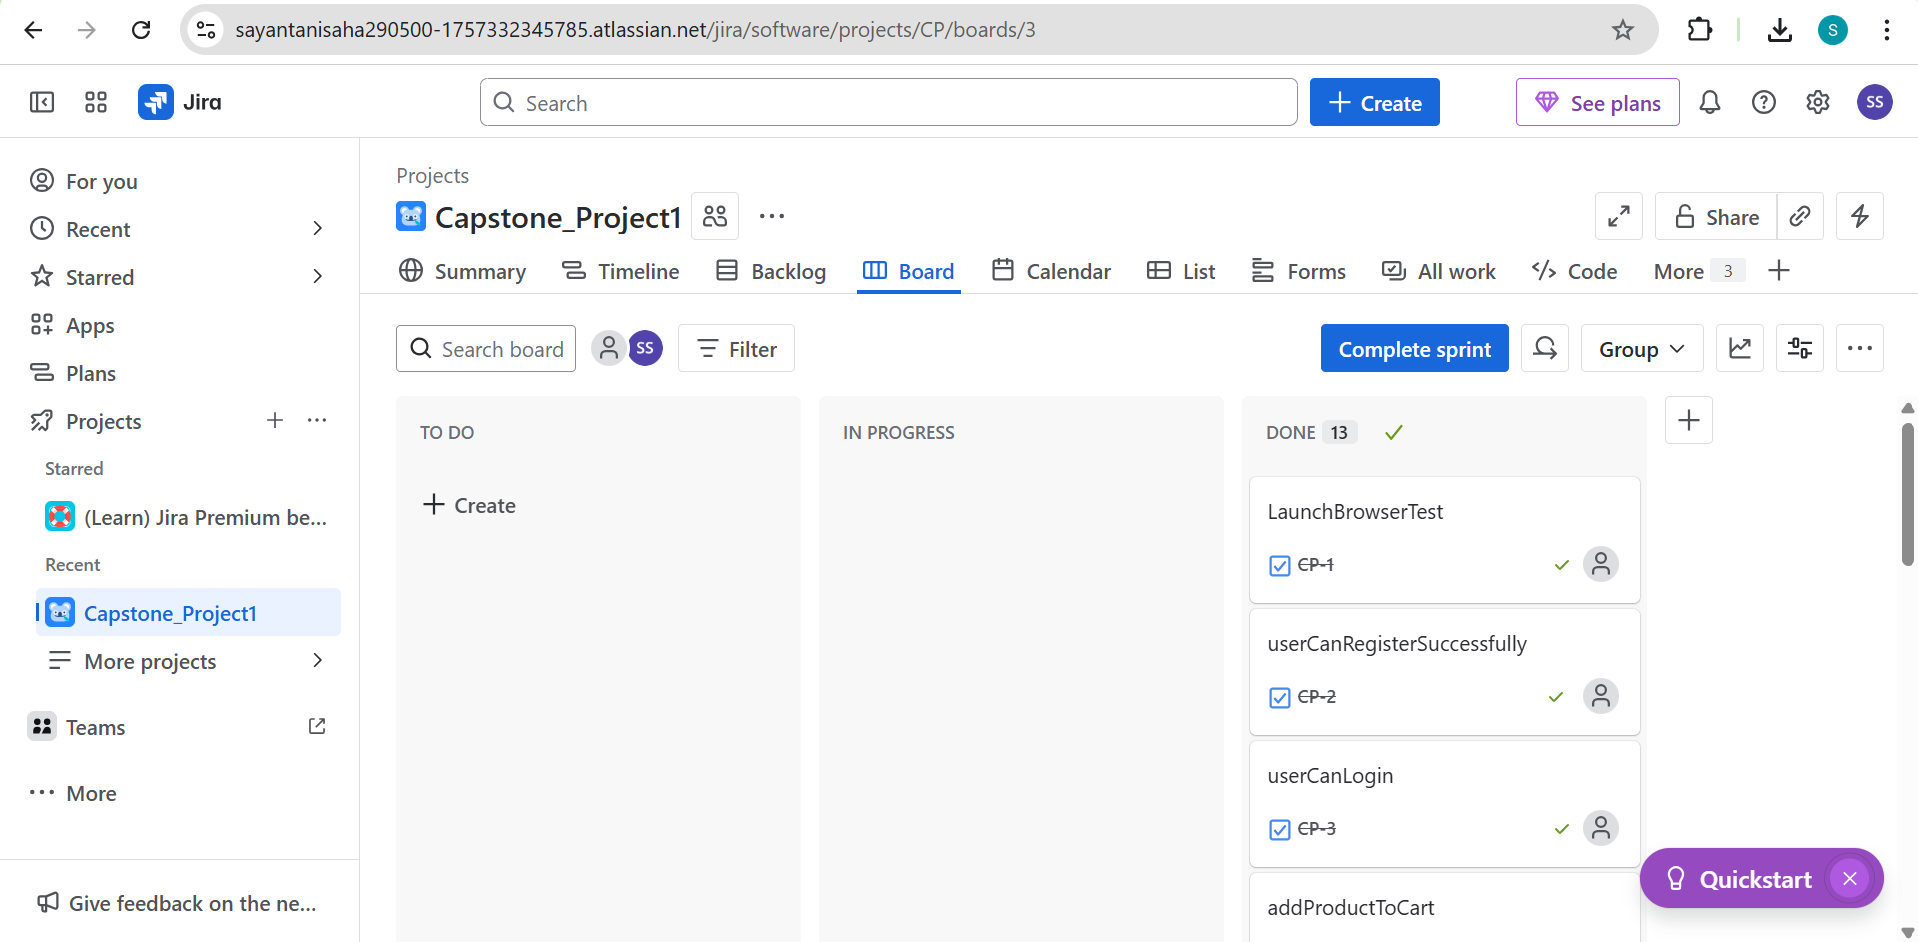 sayantanisaha290500-1757332345785.atlassian.net/jira/software/projects/CP/boards/3
S
Jira
Search
Create
See plans
SS
For you
Recent
Starred
Apps
Plans
Projects
Starred
(Learn) Jira Premium be...
Recent
Capstone_Project1
More projects
Teams
More
Give feedback on the ne...
Projects
Capstone_Project1
Share
Summary
Timeline
Backlog
Board
Calendar
List
Forms
All work
Code
More 3
Search board
SS
Filter
Complete sprint
Group
TO DO
Create
IN PROGRESS
DONE 13
LaunchBrowserTest
CP-1
userCanRegisterSuccessfully
CP-2
userCanLogin
CP-3
addProductToCart
Quickstart